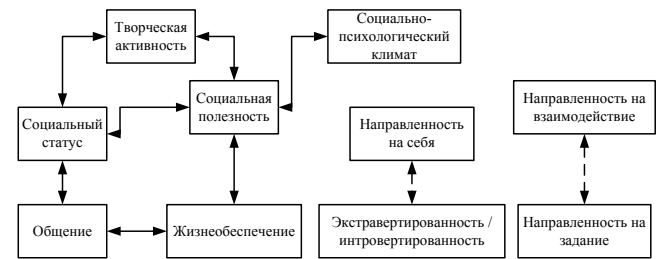 Творческая
активность
Социально-
психологический
климат
Социальный
статус
Социальная
полезность
Направленность
на себя
Направленность на
взаимодействие
Общение
Жизнеобеспечение
Экстравертированность /
интровертированность
Направленность на
задание